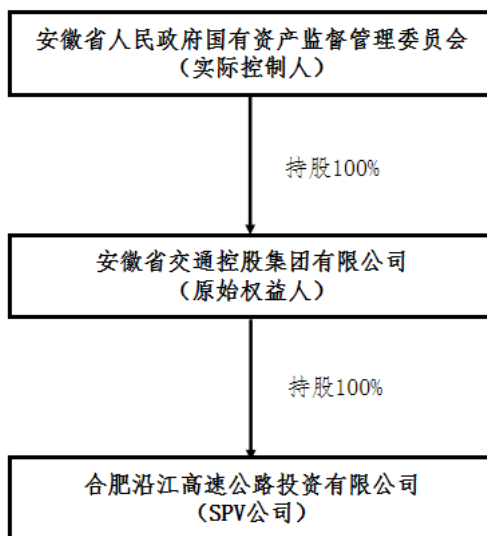 安徽省人民政府国有资产监督管理委员会
（实际控制人）
持股100%
安徽省交通控股集团有限公司
（原始权益人）
持股100%
合肥沿江高速公路投资有限公司
（SPV公司）